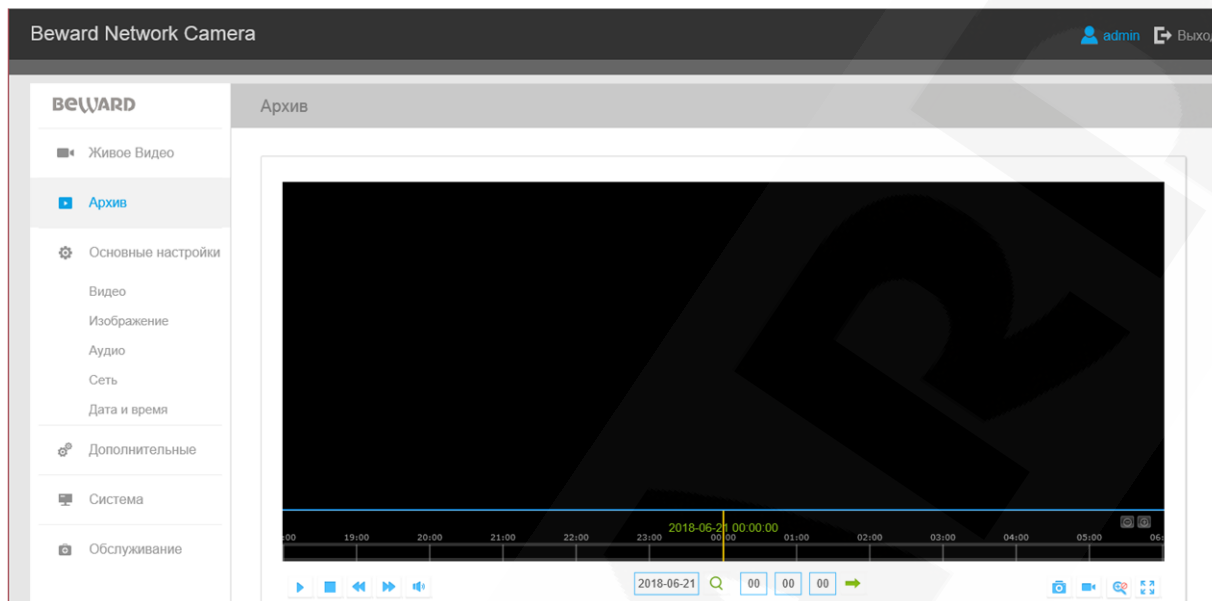 Beward Network Camera
admin
BEWARD
Архив
Живое Видео
Архив
Основные настройки
Видео
Изображение
Аудио
Сеть
Дата и время
Дополнительные
Система
Обслуживание
2018-06-21 00:00:00
:00 19:00 20:00 21:00 22:00 23:00 00:00 01:00 02:00 03:00 04:00 05:00 06:
2018-06-21 00 00 00